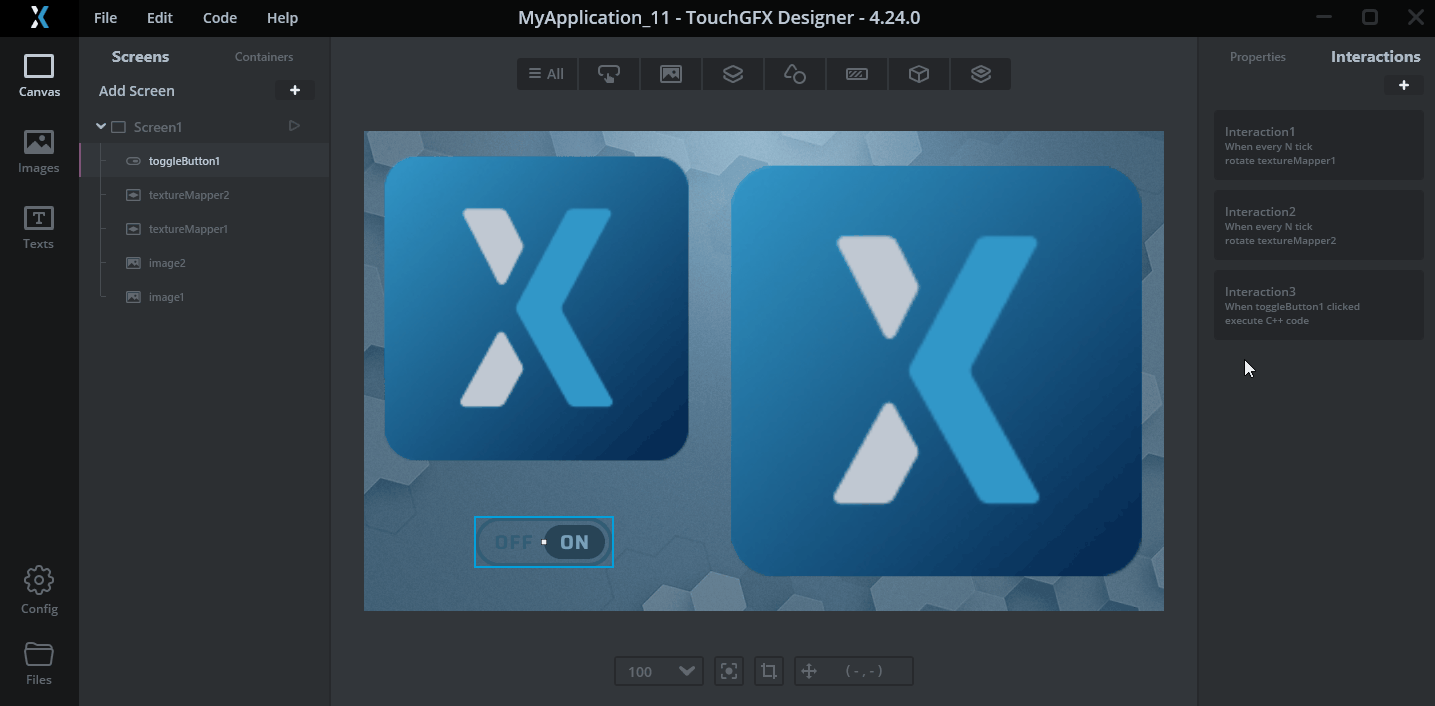 File Edit Code Help
MyApplication_11 - TouchGFX Designer - 4.24.0
Canvas
Images
Texts
Config
Files
Screens Containers
Add Screen +
Screen1
toggleButton1
textureMapper2
textureMapper1
image2
image1
All
OFF ON
100
(-,-)
Properties Interactions
+
Interaction1
When every N tick
rotate textureMapper1
Interaction2
When every N tick
rotate textureMapper2
Interaction3
When toggleButton1 clicked
execute C++ code